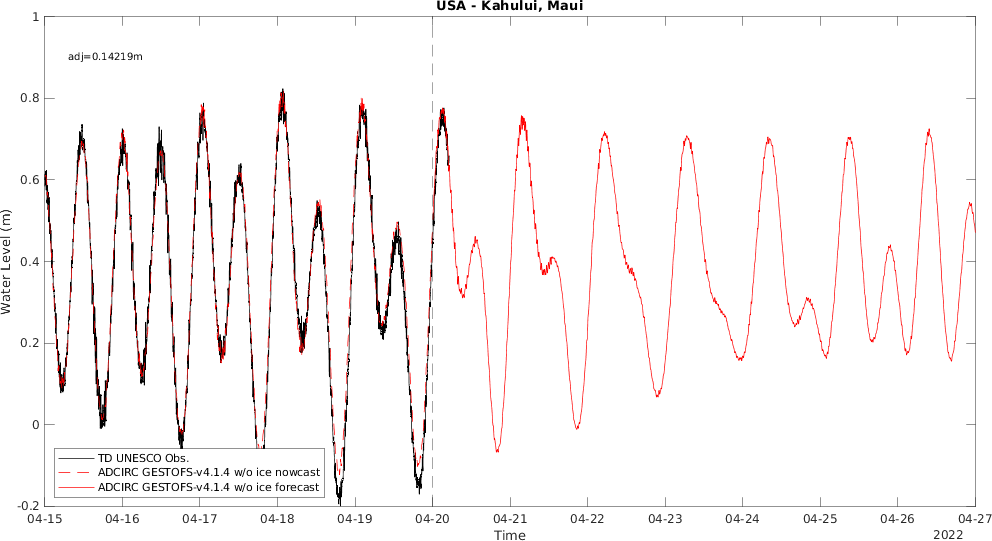 USA - Kahului, Maui
adj=0.14219m
Water Level (m)
1
0.8
0.6
0.4
0.2
0
-0.2
TD UNESCO Obs.
ADCIRC GESTOFS-v4.1.4 w/o ice nowcast
ADCIRC GESTOFS-v4.1.4 w/o ice forecast
04-15 04-16 04-17 04-18 04-19 04-20 04-21 04-22 04-23 04-24 04-25 04-26 04-27
Time
2022